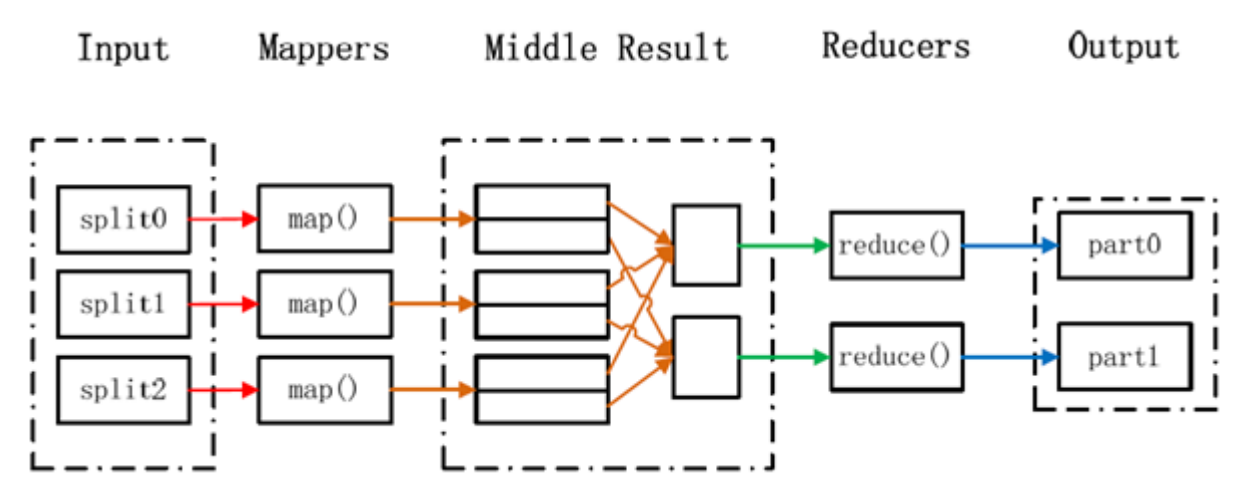 Input Mappers Middle Result Reducers Output
split0 map()
reduce() part0
split1 map()
reduce() part1
split2 map()